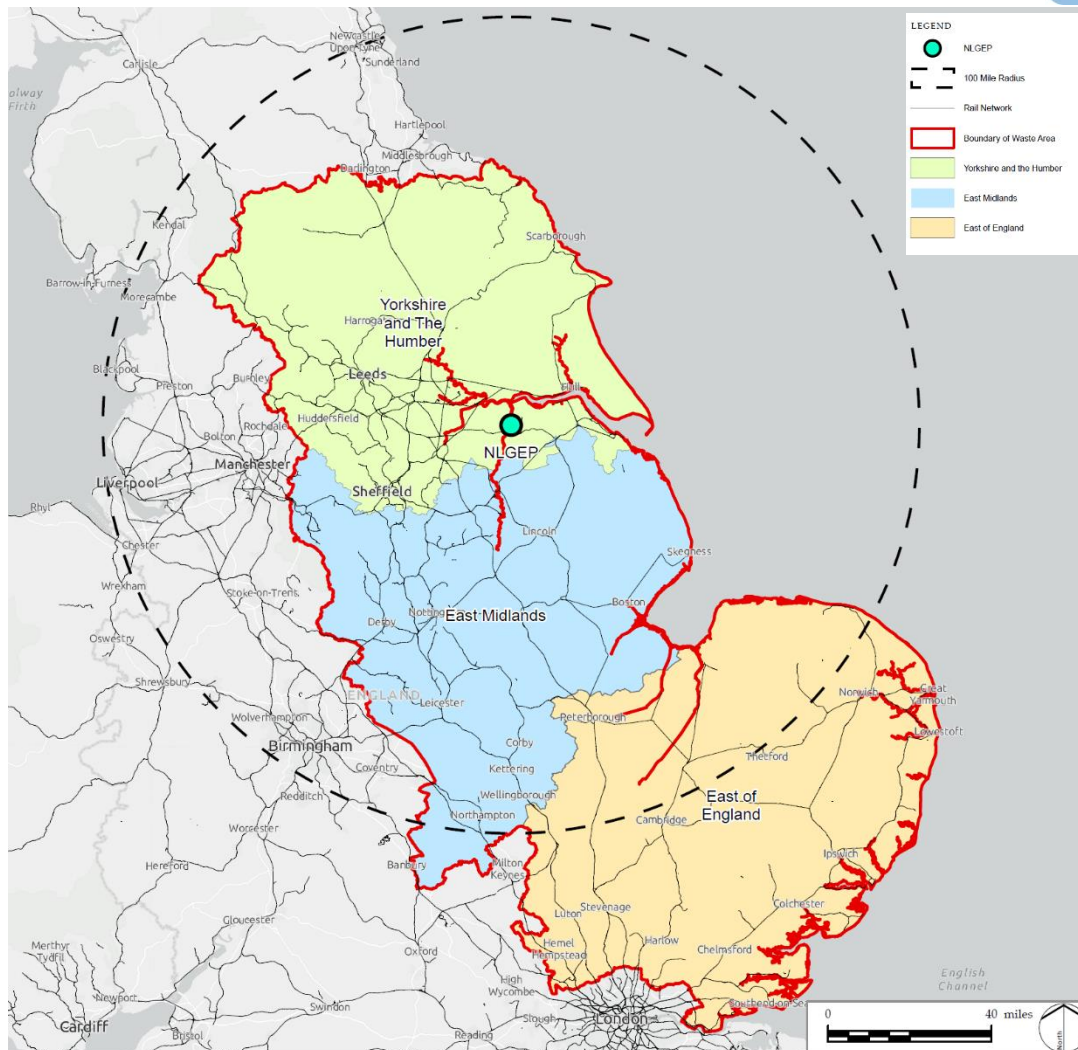 LEGEND
NLGEP
100 Mile Radius
Rail Network
Boundary of Waste Area
Yorkshire and the Humber
East Midlands
East of England
Newcastle
Upon Tyne
Sunderland
Carlisle
Firth
Hartlepool
Middlesbrough
Dadington
Kendal
Scarborough
Barrow-in-Furness
Morecambe
Yorkshire
and The
Humber
Harrogat
Blackpool
Preston
Burnley
Leeds
Hull
Huddersfield
Rochdale
Bolton
NLGEP
Manchester
Liverpool
Sheffield
Rhyl
Chester
Lincoln
Skegness
Wrexham
Stoke-on-Trent
Boston
Derby
East Midlands
Oswestry
Shrewsbury
ENGLAND
Leicester
Norwich
Great
Yarmouth
Wolverhampton
Peterborough
Lowestoft
Birmingham
Corby
Coventry
Kettering
Thetford
Redditch
Wellingborough
East of
England
Northampton
Cambridge
Worcester
Hereford
Banbury
Milton
Keynes
Ipswich
Colchester
Gloucester
Luton
Stevenage
Merthyr
Tydfil
Oxford
Hemel
Hempstead
Harlow
Chelmsford
English
Channel
Newport
High
Wycombe
Southend-on-Sea
Swindon
Slough
London
Cardiff
Bristol
Reading
0
40
miles
North